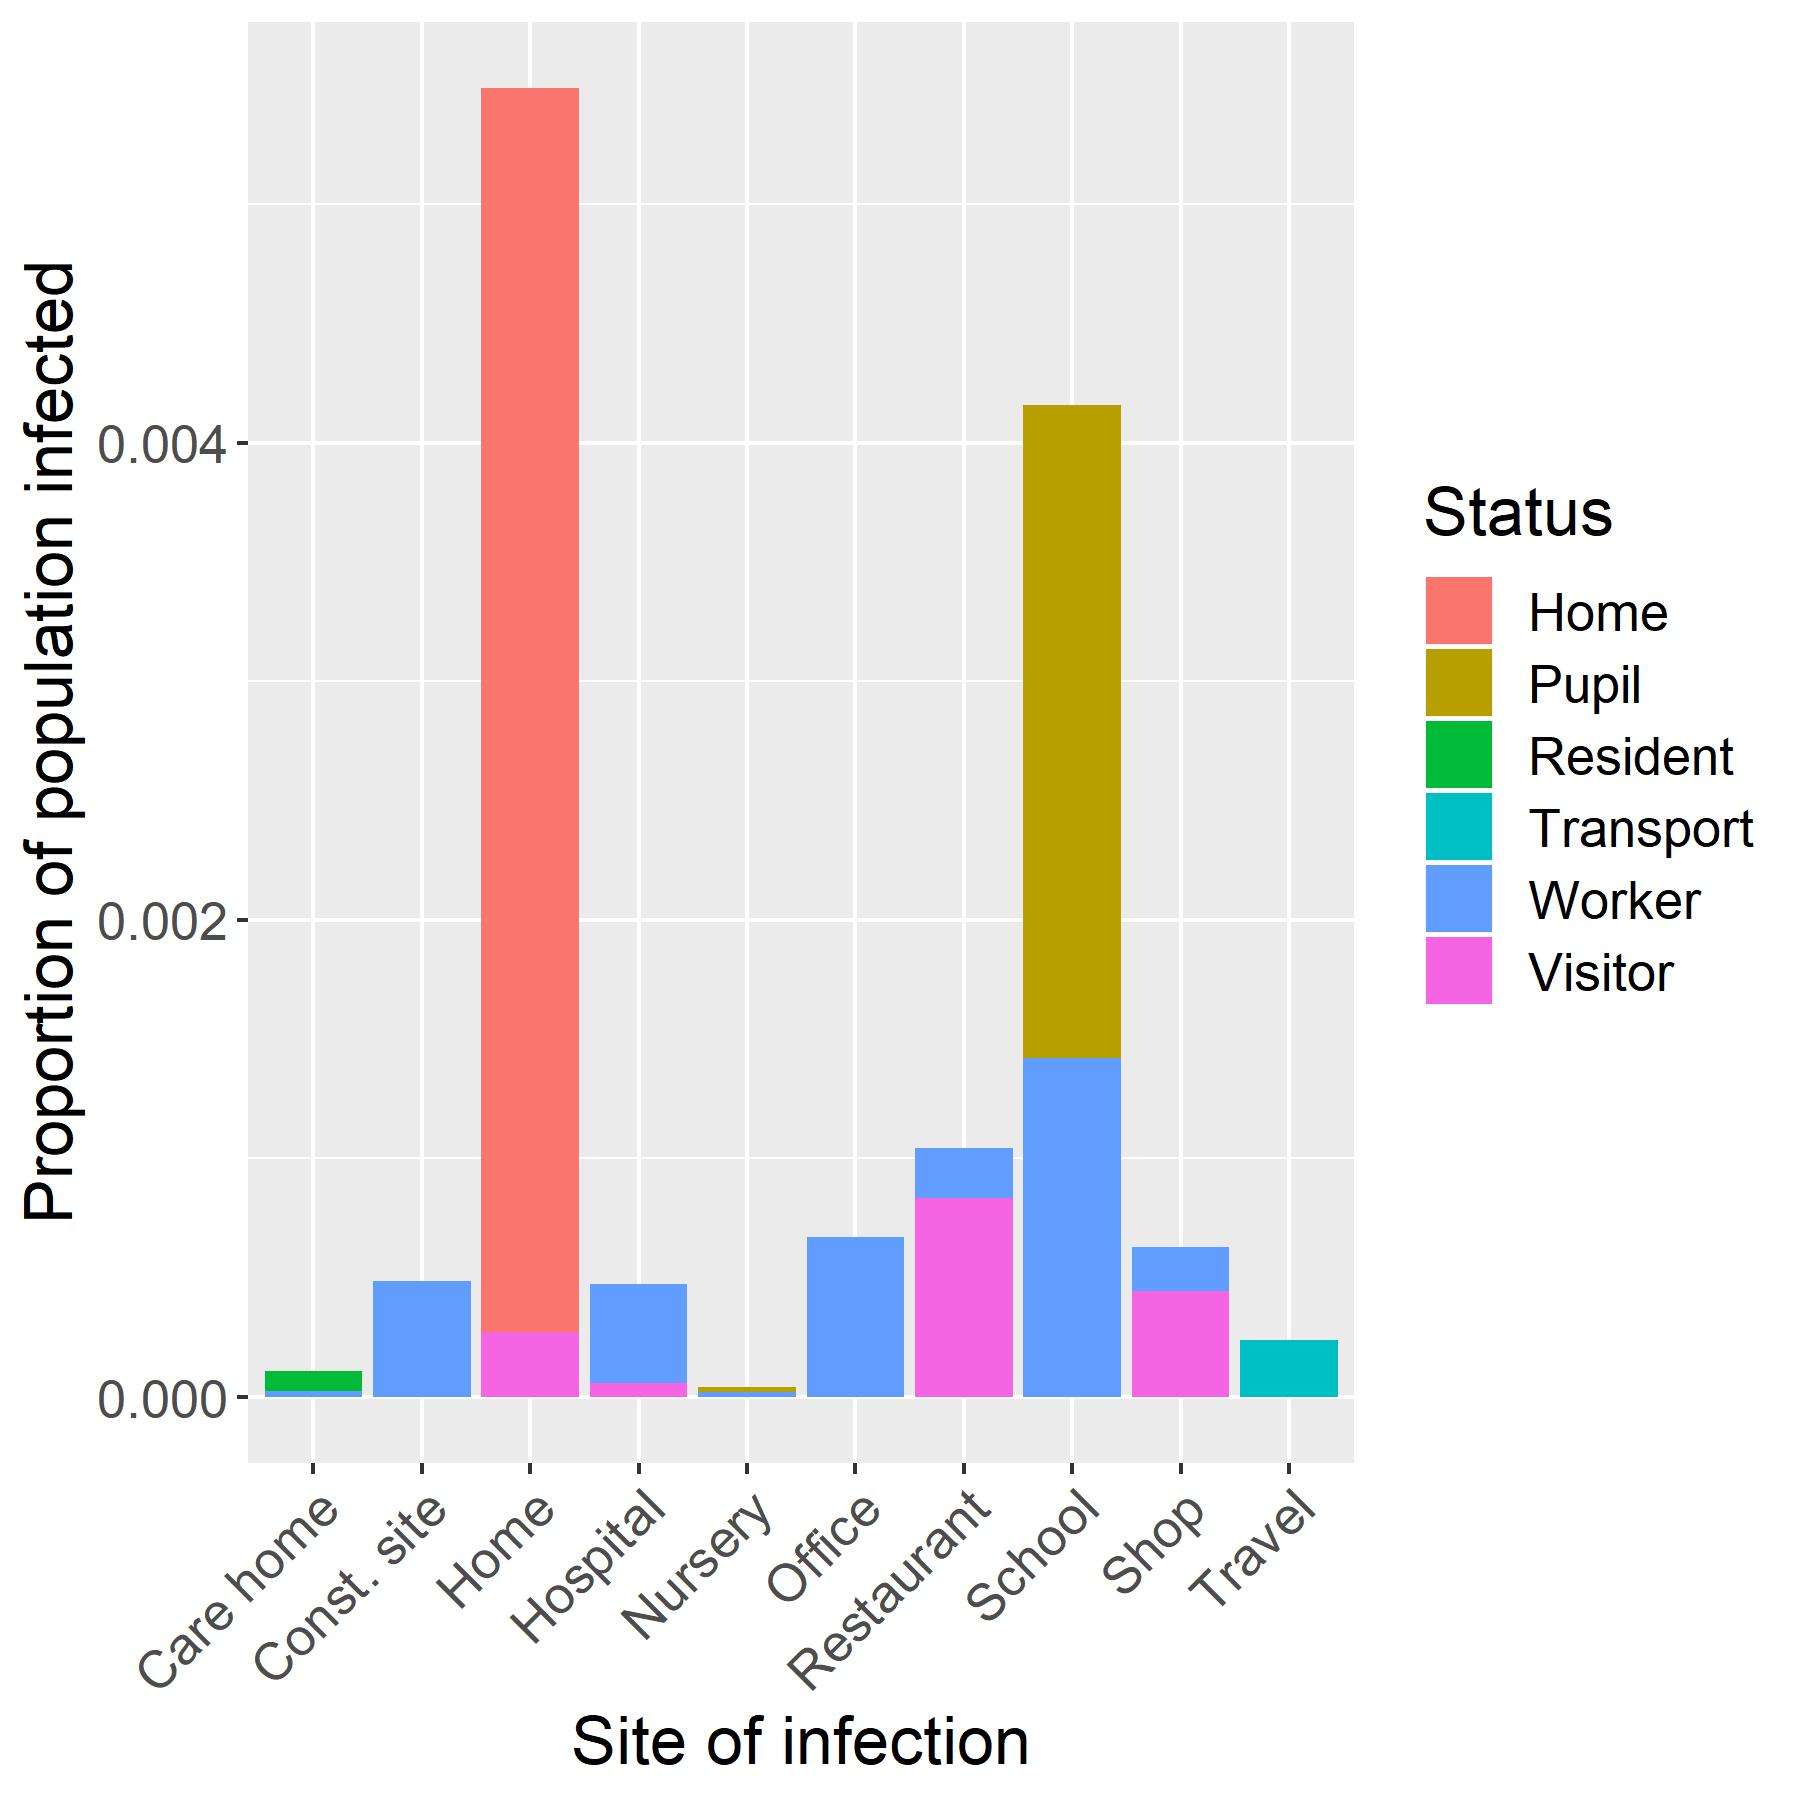 Proportion of population infected
0.004
0.002
0.000
Care home
Const. site
Home
Hospital
Nursery
Office
Restaurant
School
Shop
Travel
Site of infection
Status
Home
Pupil
Resident
Transport
Worker
Visitor